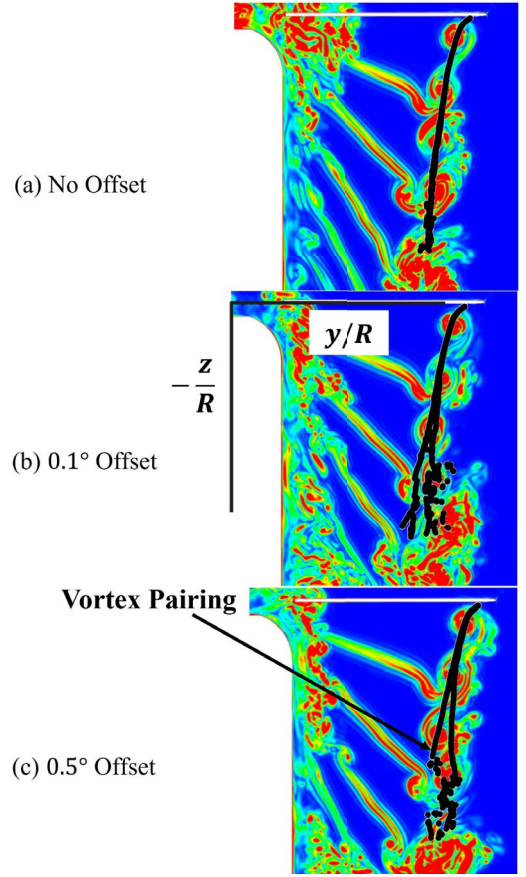 (a) No Offset
y/R
−z/R
(b) 0.1° Offset
Vortex Pairing
(c) 0.5° Offset